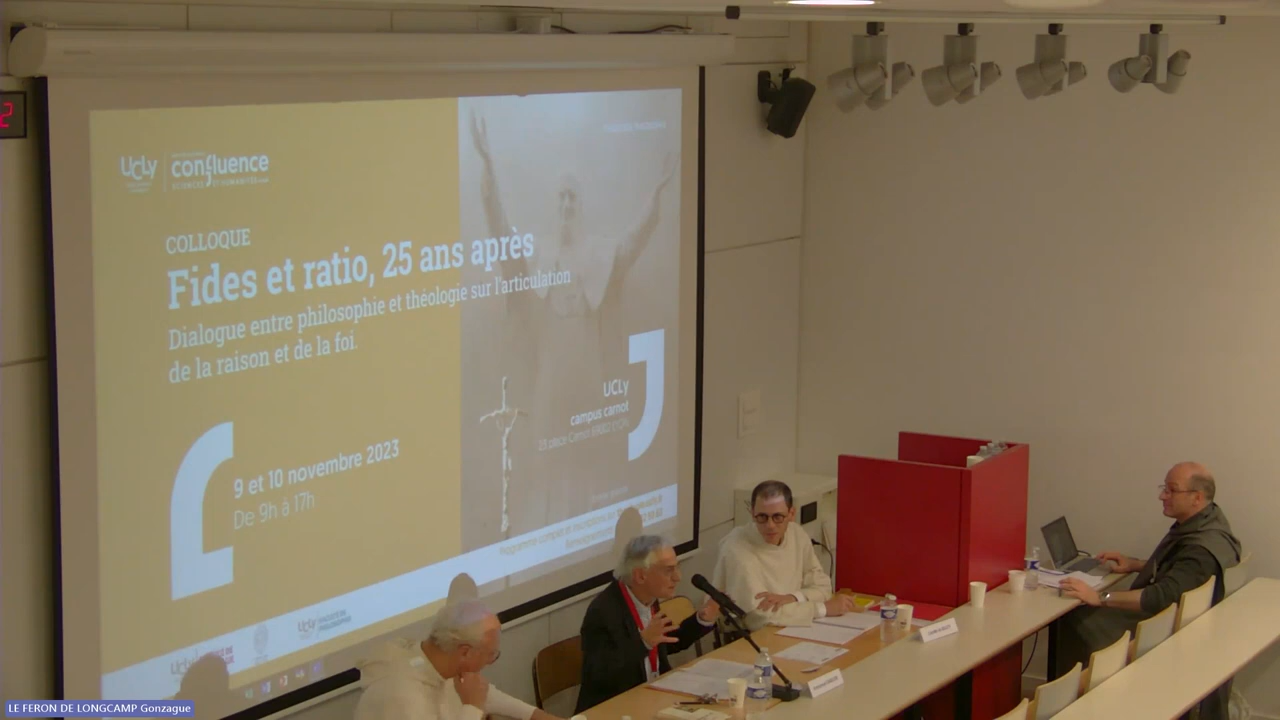 UCLy
confluence
SCIENCES ET HUMANITÉS
COLLOQUE
Fides et ratio, 25 ans après
Dialogue entre philosophie et théologie sur l'articulation
de la raison et de la foi.
9 et 10 novembre 2023
De 9h à 17h
UCLy
campus carnot
UCLy
LE FERON DE LONGCAMP Gonzague